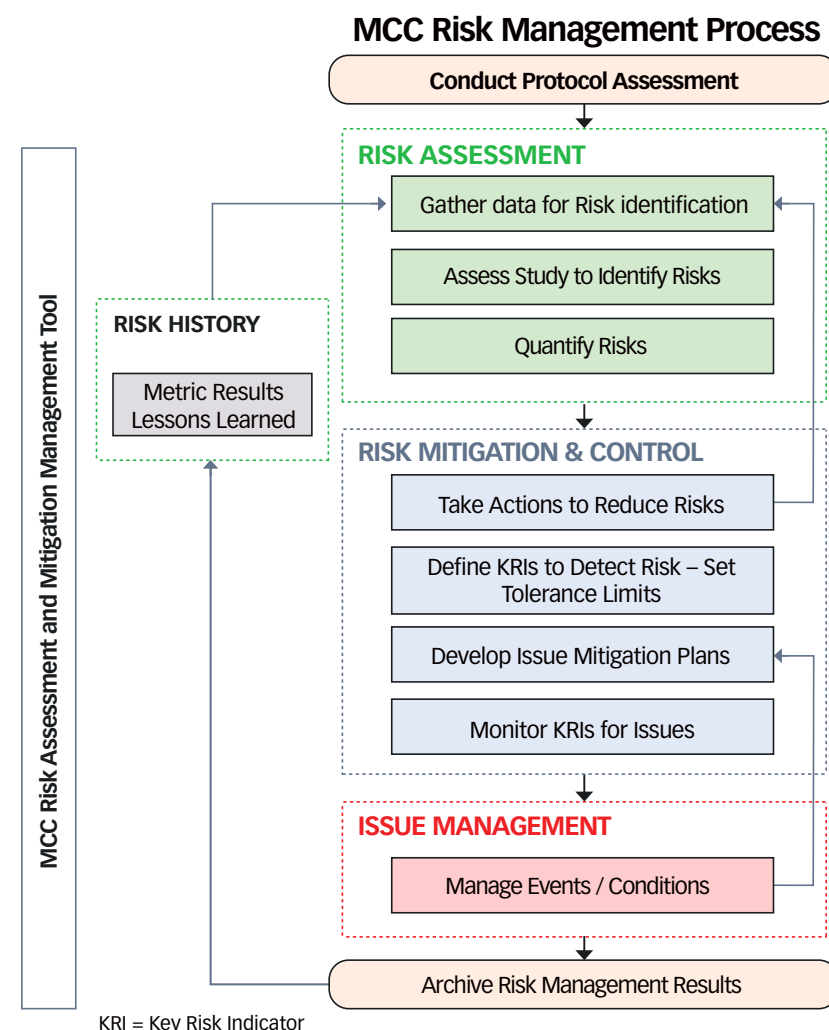 MCC Risk Management Process
Conduct Protocol Assessment
RISK ASSESSMENT
Gather data for Risk identification
Assess Study to Identify Risks
Quantify Risks
MCC Risk Assessment and Mitigation Management Tool
RISK HISTORY
Metric Results
Lessons Learned
RISK MITIGATION & CONTROL
Take Actions to Reduce Risks
Define KRIs to Detect Risk – Set
Tolerance Limits
Develop Issue Mitigation Plans
Monitor KRIs for Issues
ISSUE MANAGEMENT
Manage Events / Conditions
Archive Risk Management Results
KRI = Key Risk Indicator